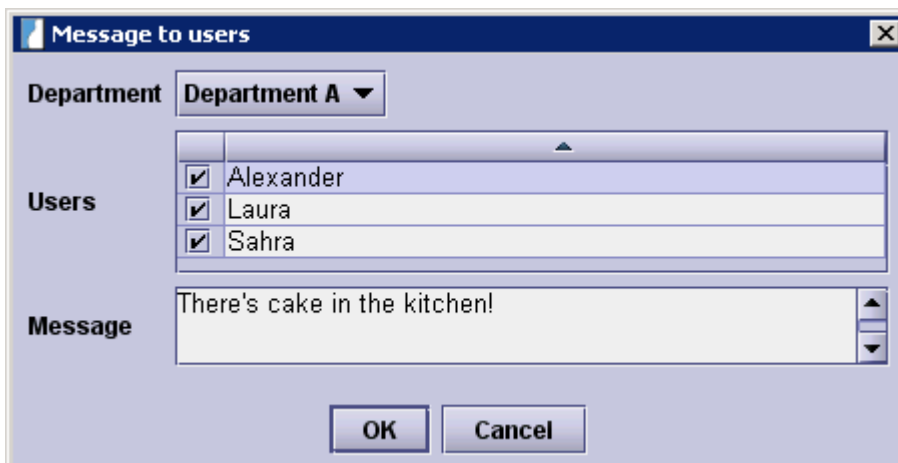 Message to users
Department Department A
Users
Alexander
Laura
Sahra
Message There's cake in the kitchen!
OK Cancel